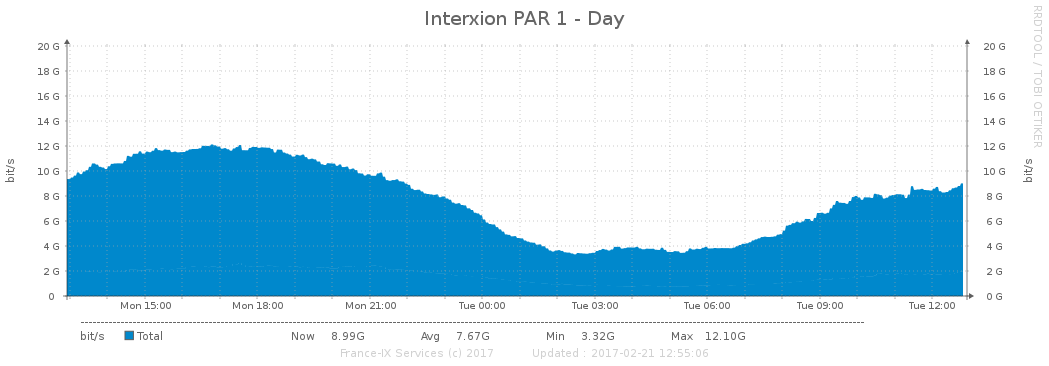 Interxion PAR 1 - Day
RRDTOOL / TOBI OETIKER
20 G 20 G
18 G 18 G
16 G 16 G
14 G 14 G
12 G 12 G
10 G 10 G
8 G 8 G
6 G 6 G
4 G 4 G
2 G 2 G
0 0 G
bit/s
bit/s
Mon 15:00 Mon 18:00 Mon 21:00 Tue 00:00 Tue 03:00 Tue 06:00 Tue 09:00 Tue 12:00
bit/s Total Now 8.99G Avg 7.67G Min 3.32G Max 12.10G
France-IX Services (c) 2017 Updated : 2017-02-21 12:55:06